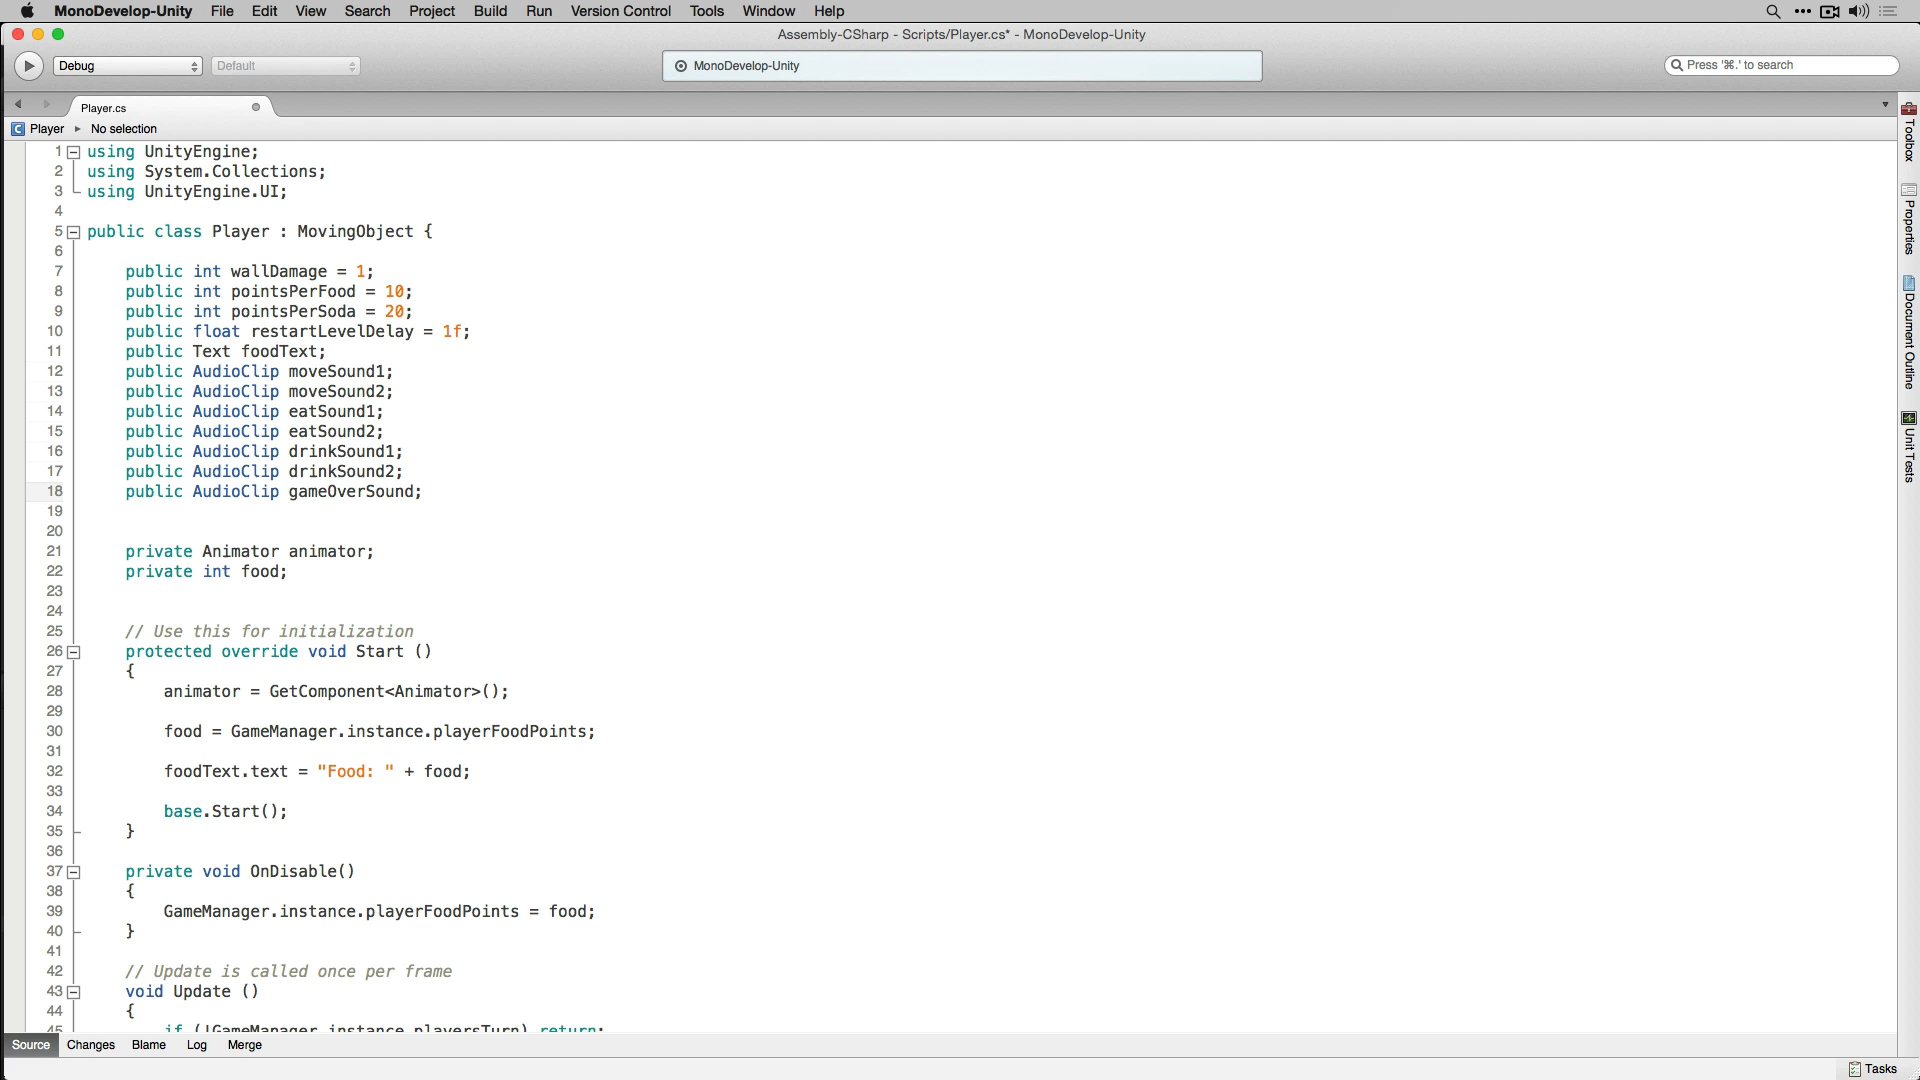 MonoDevelop-Unity File Edit View Search Project Build Run Version Control Tools Window Help
Assembly-CSharp - Scripts/Player.cs* - MonoDevelop-Unity
Debug Default MonoDevelop-Unity Press '⌘.' to search
Player.cs
Player No selection
1 using UnityEngine;
2 using System.Collections;
3 using UnityEngine.UI;
4
5 public class Player : MovingObject {
6
7 public int wallDamage = 1;
8 public int pointsPerFood = 10;
9 public int pointsPerSoda = 20;
10 public float restartLevelDelay = 1f;
11 public Text foodText;
12 public AudioClip moveSound1;
13 public AudioClip moveSound2;
14 public AudioClip eatSound1;
15 public AudioClip eatSound2;
16 public AudioClip drinkSound1;
17 public AudioClip drinkSound2;
18 public AudioClip gameOverSound;
19
20
21 private Animator animator;
22 private int food;
23
24
25 // Use this for initialization
26 protected override void Start ()
27 {
28 animator = GetComponent<Animator>();
29
30 food = GameManager.instance.playerFoodPoints;
31
32 foodText.text = "Food: " + food;
33
34 base.Start();
35 }
36
37 private void OnDisable()
38 {
39 GameManager.instance.playerFoodPoints = food;
40 }
41
42 // Update is called once per frame
43 void Update ()
44 {
45 if (!GameManager.instance.playersTurn) return;
Source Changes Blame Log Merge
Tasks
Toolbox
Properties
Document Outline
Unit Tests